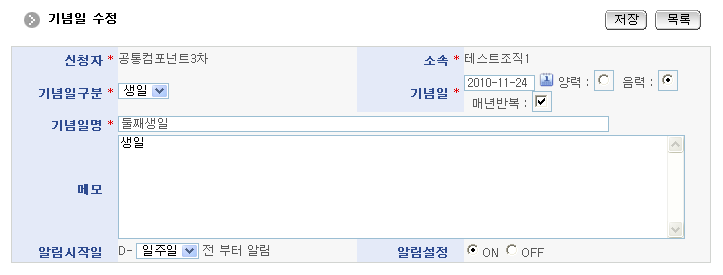 기념일 수정
저장 목록
신청자 * 공통컴포넌트3차 소속 * 테스트조직1
기념일구분 * 생일 기념일 * 2010-11-24 양력 : 음력 :
매년반복 :
기념일명 * 둘째생일
메모 생일
알림시작일 D- 일주일 전 부터 알림 알림설정 ON OFF